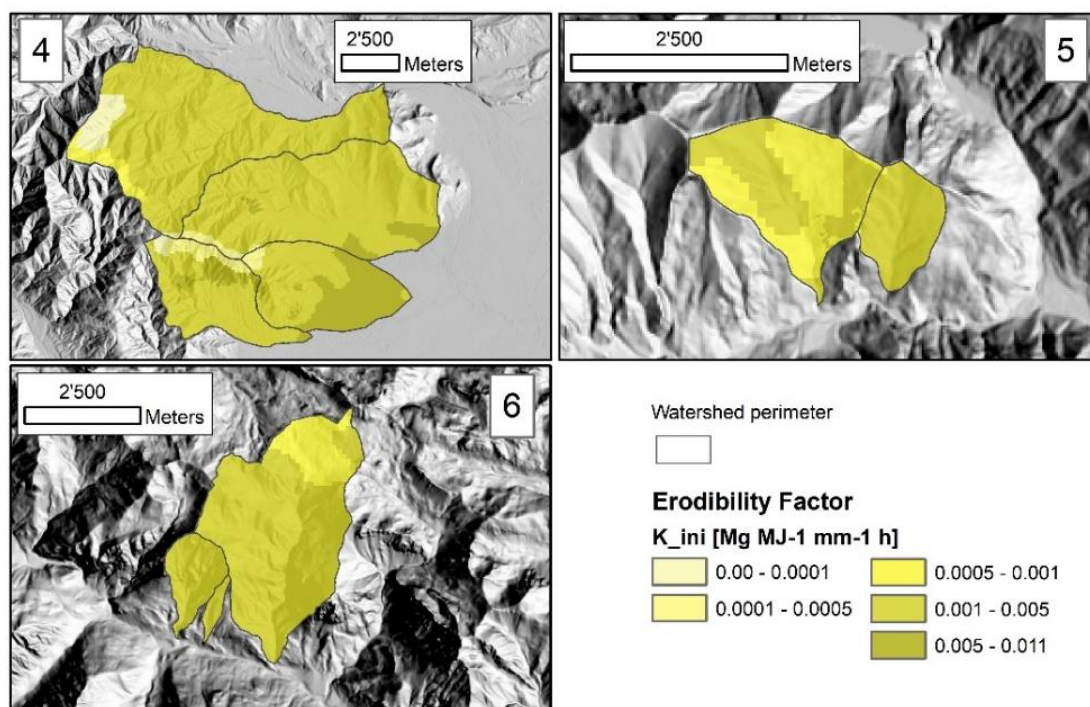 4
2'500
Meters
2'500
Meters
5
2'500
Meters
6
Watershed perimeter
Erodibility Factor
K_ini [Mg MJ-1 mm-1 h]
0.00 - 0.0001
0.0001 - 0.0005
0.0005 - 0.001
0.001 - 0.005
0.005 - 0.011